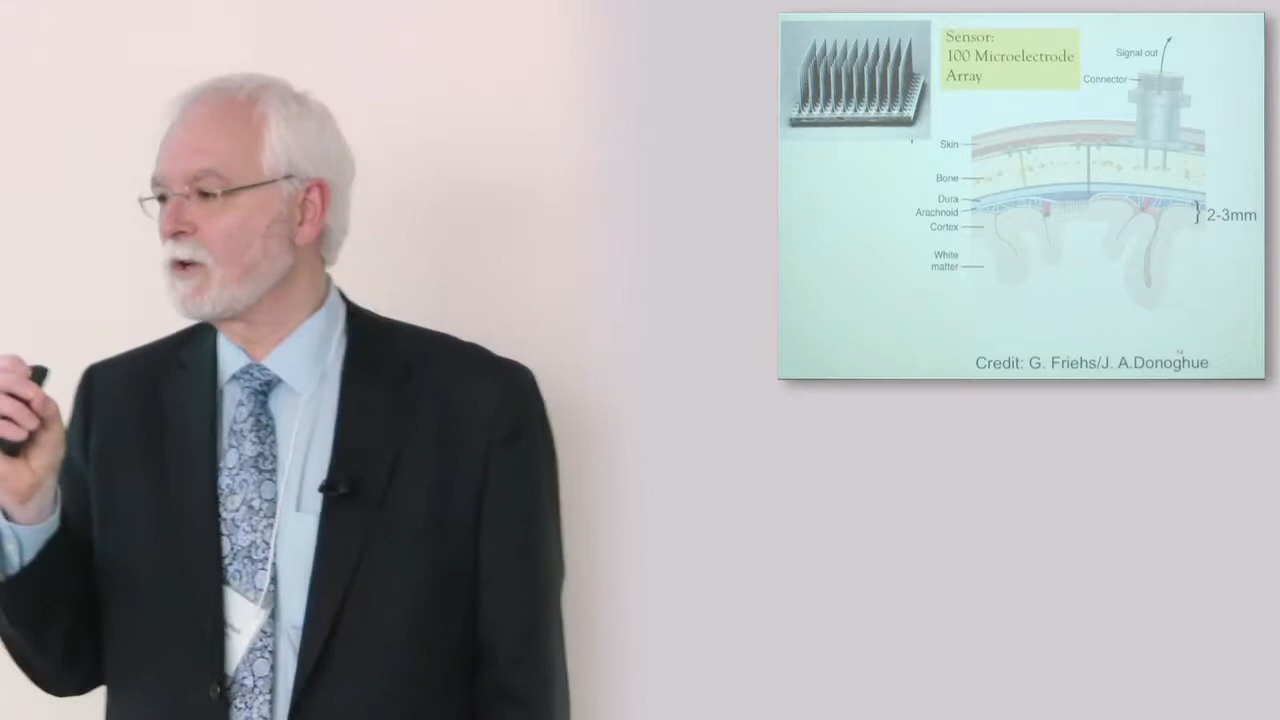 Sensor:
100 Microelectrode
Array
Signal out
Connector
Skin
Bone
Dura
Arachnoid
Cortex
White
matter
2-3mm
Credit: G. Friehs/J. A.Donoghue